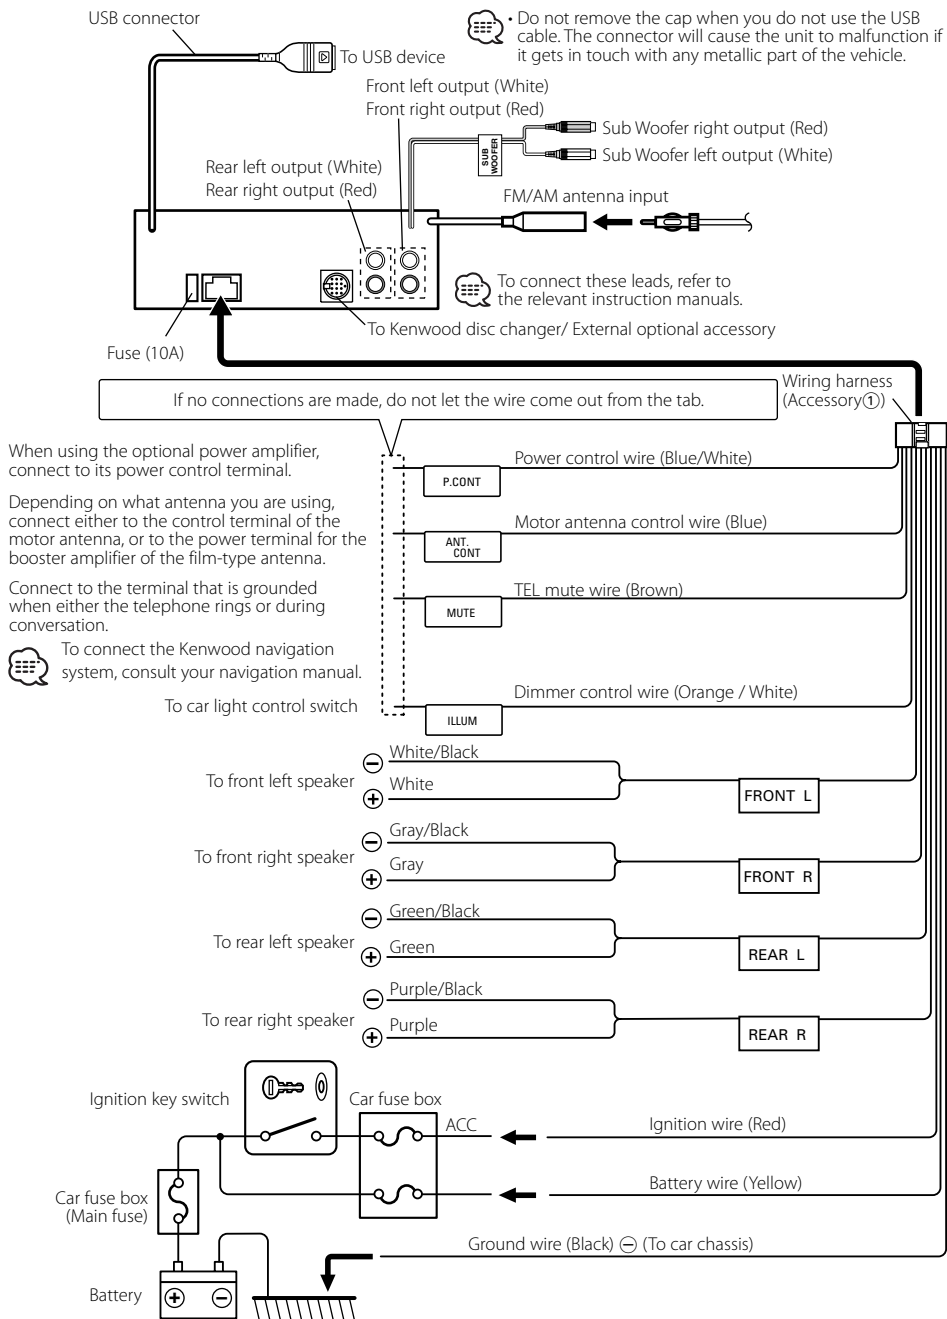 USB connector
• Do not remove the cap when you do not use the USB
cable. The connector will cause the unit to malfunction if
it gets in touch with any metallic part of the vehicle.
To USB device
Front left output (White)
Front right output (Red)
SUB
WOOFER
Sub Woofer right output (Red)
Sub Woofer left output (White)
Rear left output (White)
Rear right output (Red)
FM/AM antenna input
To connect these leads, refer to
the relevant instruction manuals.
To Kenwood disc changer/ External optional accessory
Fuse (10A)
Wiring harness
(Accessory①)
If no connections are made, do not let the wire come out from the tab.
When using the optional power amplifier,
connect to its power control terminal.
P.CONT
Power control wire (Blue/White)
Depending on what antenna you are using,
connect either to the control terminal of the
motor antenna, or to the power terminal for the
booster amplifier of the film-type antenna.
ANT.
CONT
Motor antenna control wire (Blue)
Connect to the terminal that is grounded
when either the telephone rings or during
conversation.
MUTE
TEL mute wire (Brown)
To connect the Kenwood navigation
system, consult your navigation manual.
To car light control switch
ILLUM
Dimmer control wire (Orange / White)
To front left speaker
⊖ White/Black
⊕ White
FRONT L
To front right speaker
⊖ Gray/Black
⊕ Gray
FRONT R
To rear left speaker
⊖ Green/Black
⊕ Green
REAR L
To rear right speaker
⊖ Purple/Black
⊕ Purple
REAR R
Ignition key switch
Car fuse box
ACC
Ignition wire (Red)
Car fuse box
(Main fuse)
Battery wire (Yellow)
Ground wire (Black) ⊖ (To car chassis)
Battery
⊕ ⊖